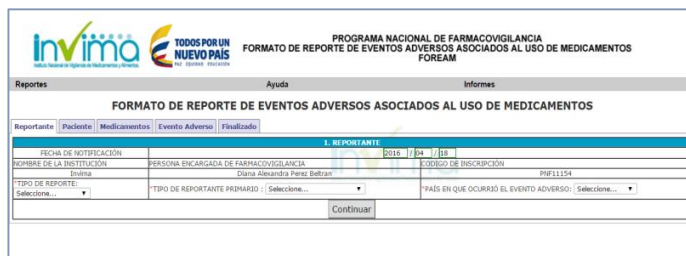 invima
Instituto Nacional de Vigilancia de Medicamentos y Alimentos
TODOS POR UN
NUEVO PAÍS
PAZ EQUIDAD EDUCACIÓN
PROGRAMA NACIONAL DE FARMACOVIGILANCIA
FORMATO DE REPORTE DE EVENTOS ADVERSOS ASOCIADOS AL USO DE MEDICAMENTOS
FOREAM
Reportes Ayuda Informes
FORMATO DE REPORTE DE EVENTOS ADVERSOS ASOCIADOS AL USO DE MEDICAMENTOS
Reportante Paciente Medicamentos Evento Adverso Finalizado
1. REPORTANTE
FECHA DE NOTIFICACIÓN 2016 / 04 / 18
NOMBRE DE LA INSTITUCIÓN PERSONA ENCARGADA DE FARMACOVIGILANCIA CODIGO DE INSCRIPCIÓN
Invima Diana Alexandra Perez Beltran PNF11154
*TIPO DE REPORTE: Seleccione... *TIPO DE REPORTANTE PRIMARIO : Seleccione... *PAÍS EN QUE OCURRIÓ EL EVENTO ADVERSO: Seleccione...
Continuar